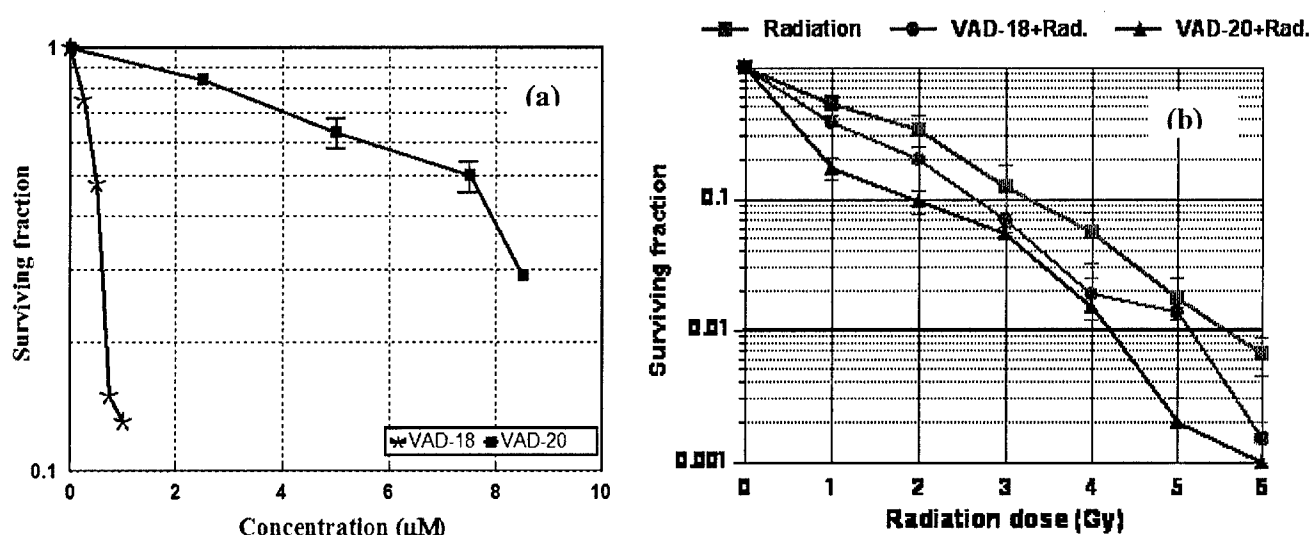 1
0.1
Surviving fraction
(a)
VAD-18 VAD-20
0 2 4 6 8 10
Concentration (µM)
Radiation VAD-18+Rad. VAD-20+Rad.
(b)
0.1
0.01
0.001
Surviving fraction
0 1 2 3 4 5 6
Radiation dose (Gy)